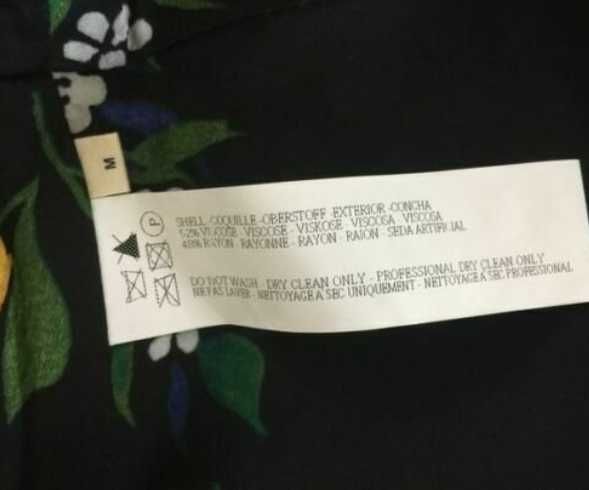 M
P
SHELL-COQUILLE-OBERSTOFF-EXTERIOR-CONCHA
52% VISCOSE - VISCOSE - VISKOSE - VISCOSA - VISCOSA
48% RAYON - RAYONNE - RAYON - RAION - SEDA ARTIFICIAL
DO NOT WASH - DRY CLEAN ONLY - PROFESSIONAL DRY CLEAN ONLY
NE PAS LAVER - NETTOYAGE A SEC UNIQUEMENT - NETTOYAGE A SEC PROFESSIONAL